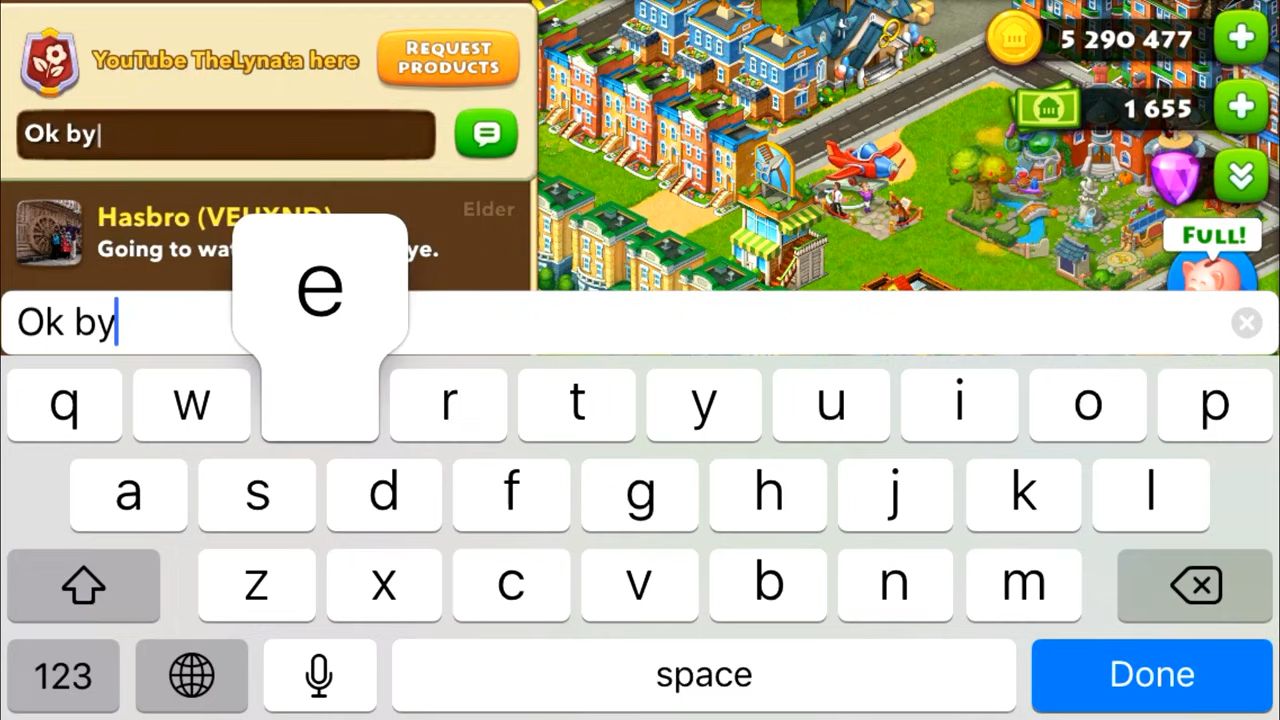 YouTube TheLynata here
REQUEST
PRODUCTS
5 290 477
Ok by
1 655
Hasbro
Elder
Going to
ye.
FULL!
Ok by
e
q w r t y u i o p
a s d f g h j k l
z x c v b n m
123 space Done